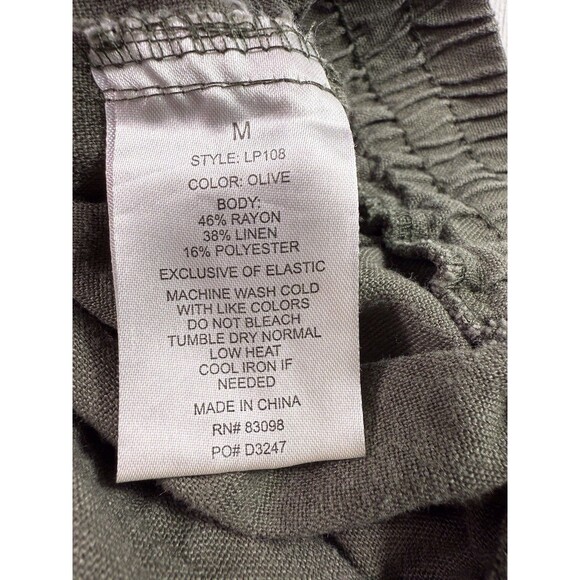 M
STYLE: LP108
COLOR: OLIVE
BODY:
46% RAYON
38% LINEN
16% POLYESTER
EXCLUSIVE OF ELASTIC
MACHINE WASH COLD
WITH LIKE COLORS
DO NOT BLEACH
TUMBLE DRY NORMAL
LOW HEAT
COOL IRON IF
NEEDED
MADE IN CHINA
RN# 83098
PO# D3247